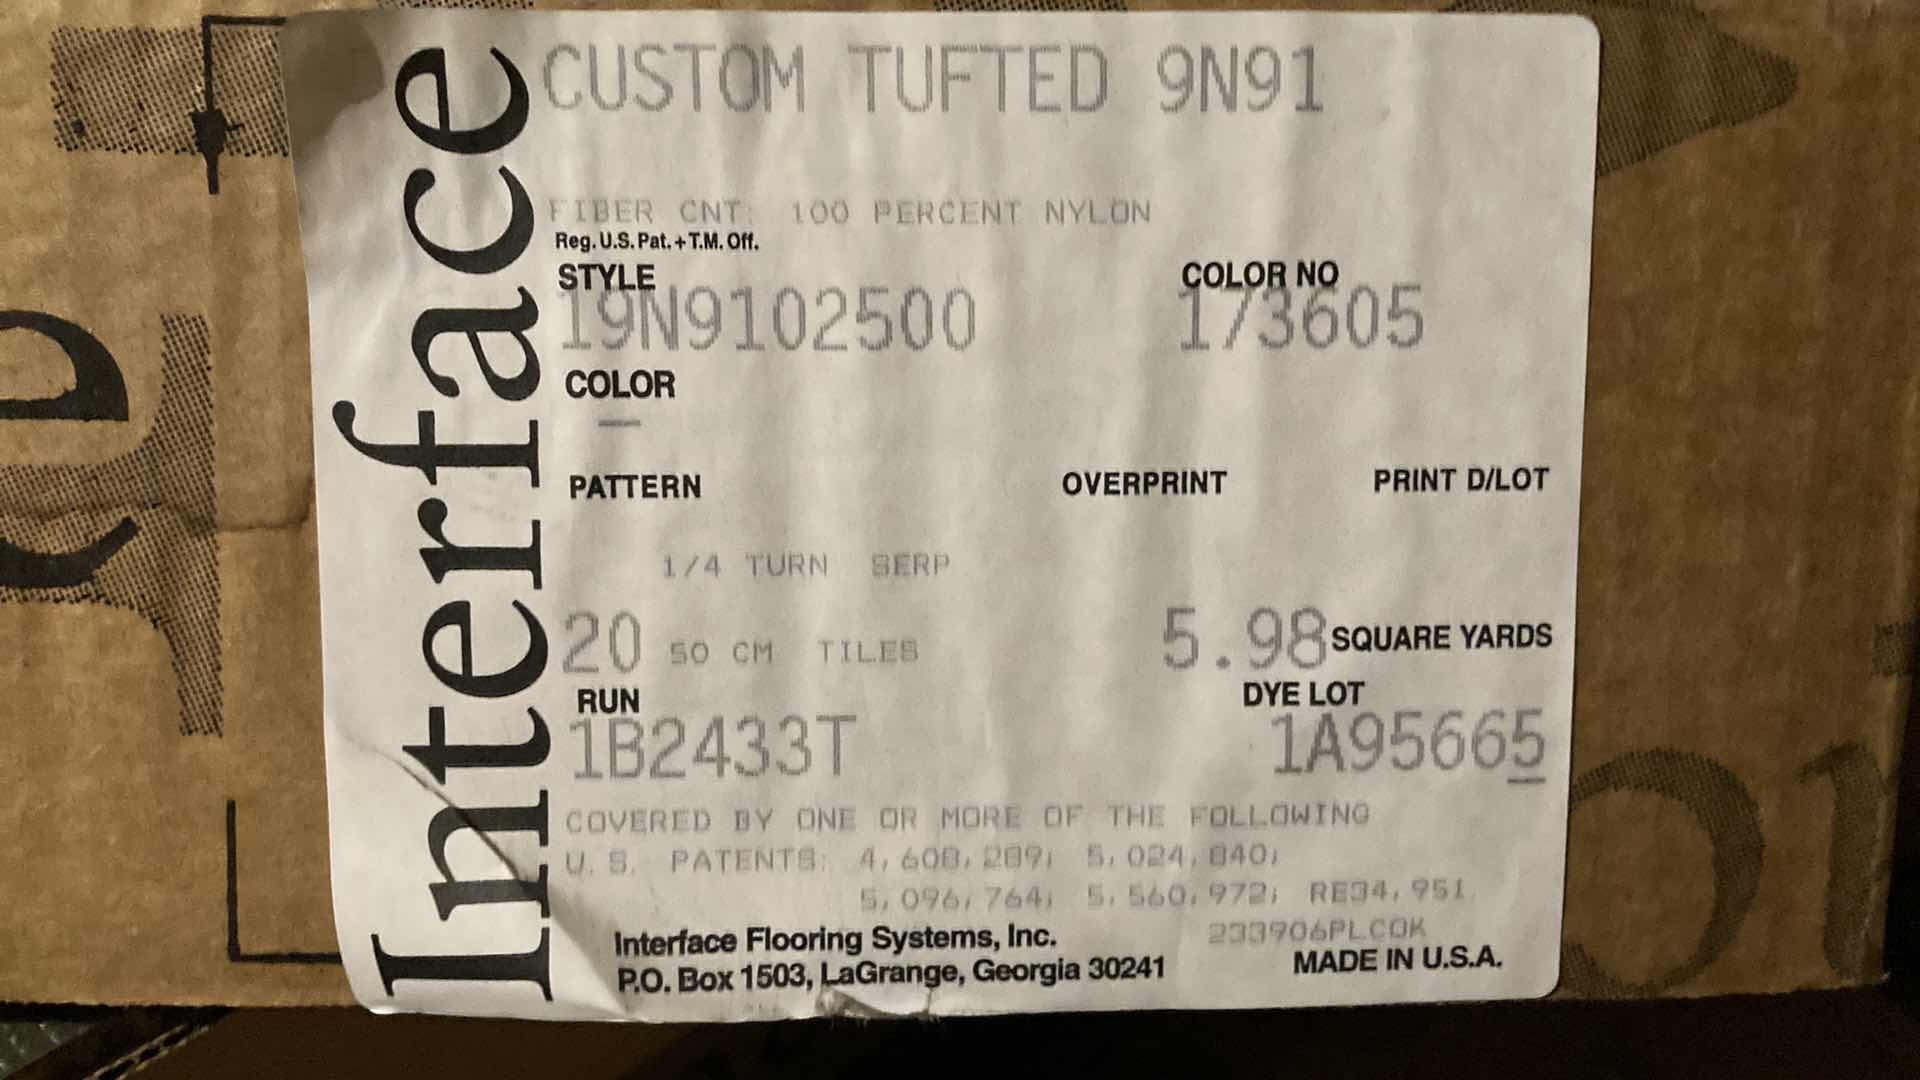 Interface
CUSTOM TUFTED 9N91
FIBER CNT: 100 PERCENT NYLON
Reg. U.S. Pat. + T.M. Off.
STYLE COLOR NO
19N9102500 173605
COLOR
—
PATTERN OVERPRINT PRINT D/LOT
1/4 TURN SERP
20 50 CM TILES 5.98 SQUARE YARDS
RUN DYE LOT
1B2433T 1A95665
COVERED BY ONE OR MORE OF THE FOLLOWING
U. S. PATENTS: 4,608,289; 5,024,840;
5,096,764; 5,560,972; RE34,951.
233906PLCOK
Interface Flooring Systems, Inc.
P.O. Box 1503, LaGrange, Georgia 30241 MADE IN U.S.A.